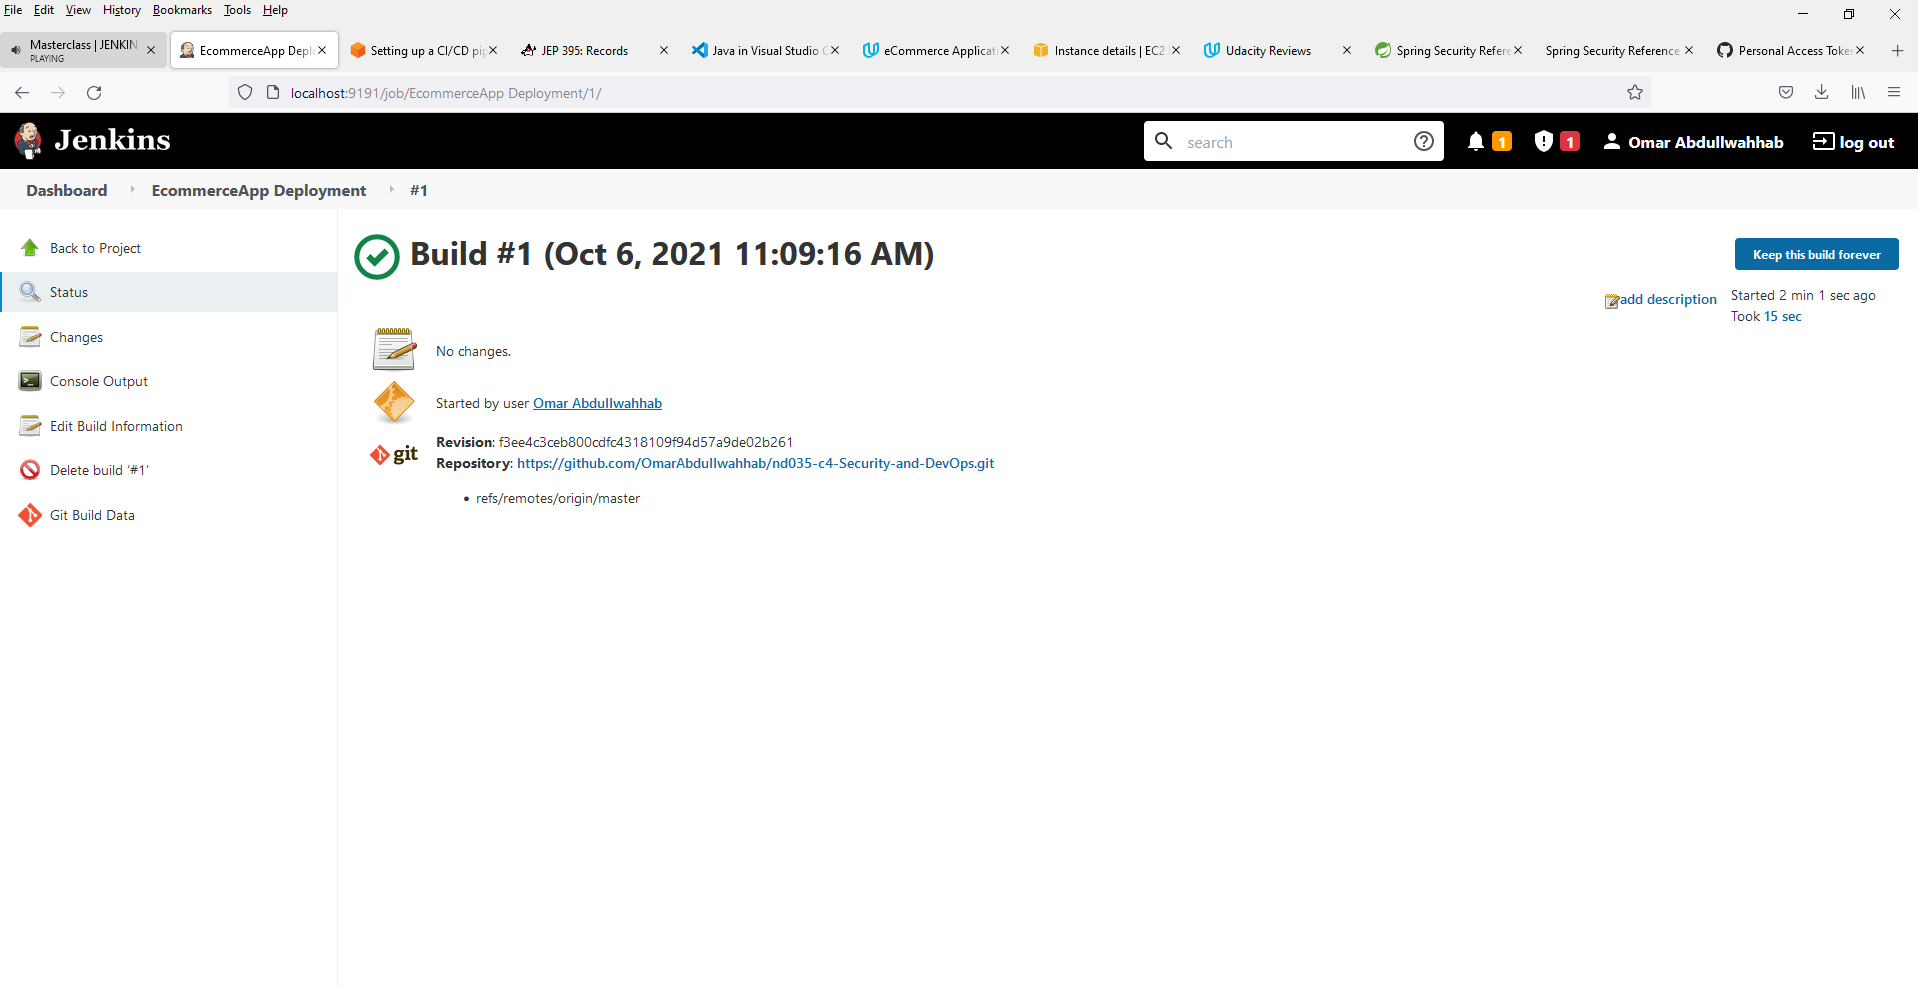 File Edit View History Bookmarks Tools Help
Masterclass | JENKIN
PLAYING
EcommerceApp Depl
Setting up a CI/CD pip
JEP 395: Records
Java in Visual Studio C
eCommerce Applicati
Instance details | EC2
Udacity Reviews
Spring Security Refere
Spring Security Reference
Personal Access Toke
localhost:9191/job/EcommerceApp Deployment/1/
Jenkins
search
1
1
Omar Abdullwahhab
log out
Dashboard EcommerceApp Deployment #1
Back to Project
Status
Changes
Console Output
Edit Build Information
Delete build ‘#1’
Git Build Data
Build #1 (Oct 6, 2021 11:09:16 AM)
Keep this build forever
add description
Started 2 min 1 sec ago
Took 15 sec
No changes.
Started by user Omar Abdullwahhab
git
Revision: f3ee4c3ceb800cdfc4318109f94d57a9de02b261
Repository: https://github.com/OmarAbdullwahhab/nd035-c4-Security-and-DevOps.git
• refs/remotes/origin/master